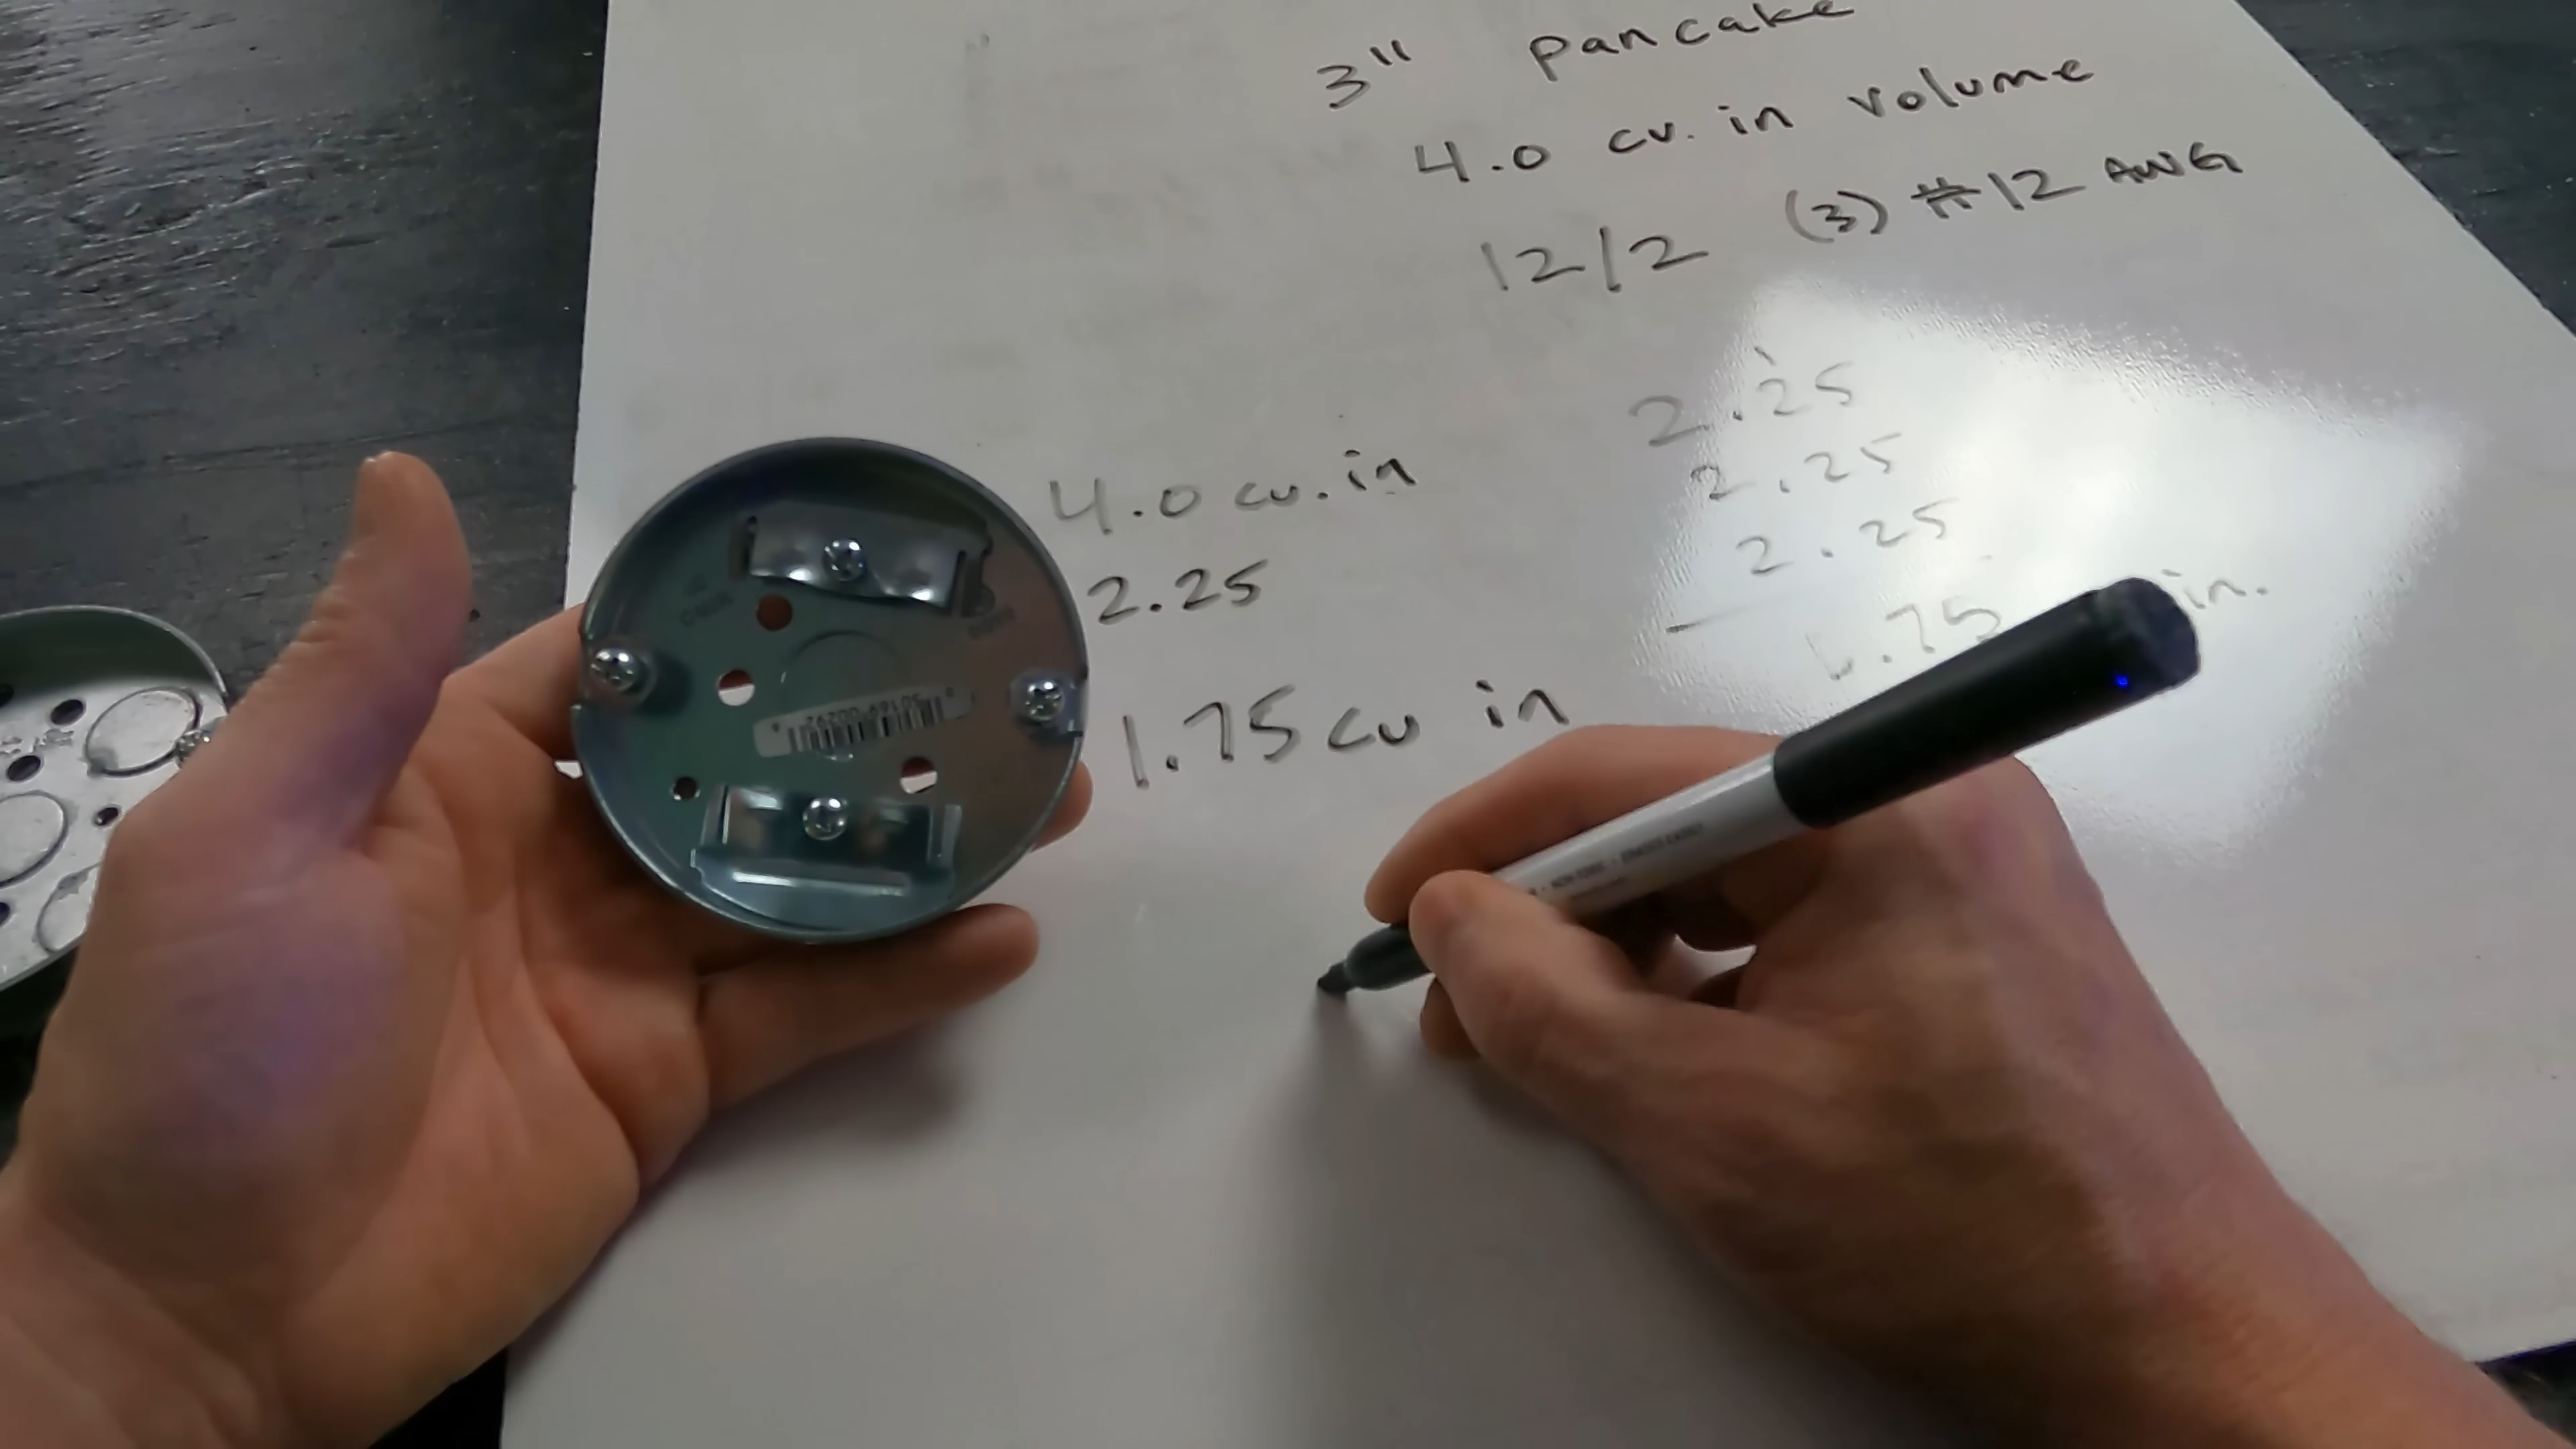 3" pancake
4.0 cu. in volume
12/2 (3) #12 AWG
2.25
2.25
2.25
6.75 in.
4.0 cu. in
2.25
1.75 cu in